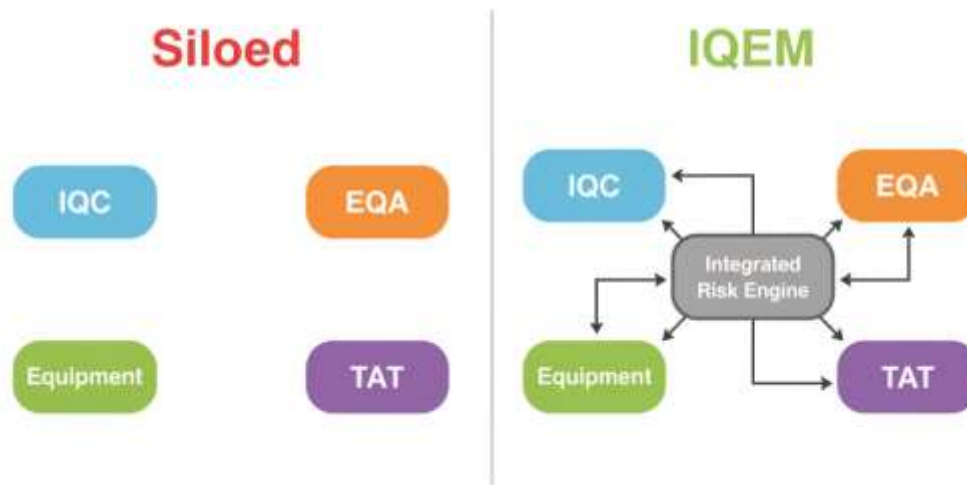 Siloed
IQC
EQA
Equipment
TAT
IQEM
IQC
EQA
Integrated
Risk Engine
Equipment
TAT